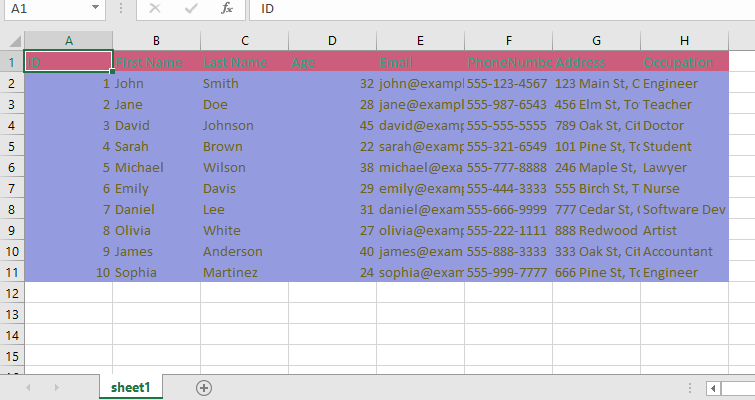 A1 fx ID
A B C D E F G H
1 ID First Name Last Name Age Email PhoneNumbe Address Occupation
2 1 John Smith 32 john@exampl 555-123-4567 123 Main St, C Engineer
3 2 Jane Doe 28 jane@examp 555-987-6543 456 Elm St, To Teacher
4 3 David Johnson 45 david@examp 555-555-5555 789 Oak St, Cit Doctor
5 4 Sarah Brown 22 sarah@examp 555-321-6549 101 Pine St, To Student
6 5 Michael Wilson 38 michael@exa 555-777-8888 246 Maple St, Lawyer
7 6 Emily Davis 29 emily@examp 555-444-3333 555 Birch St, T Nurse
8 7 Daniel Lee 31 daniel@exam 555-666-9999 777 Cedar St, Software Dev
9 8 Olivia White 27 olivia@examp 555-222-1111 888 Redwood Artist
10 9 James Anderson 40 james@exam 555-888-3333 333 Oak St, Cit Accountant
11 10 Sophia Martinez 24 sophia@exam 555-999-7777 666 Pine St, To Engineer
12
13
14
15
sheet1